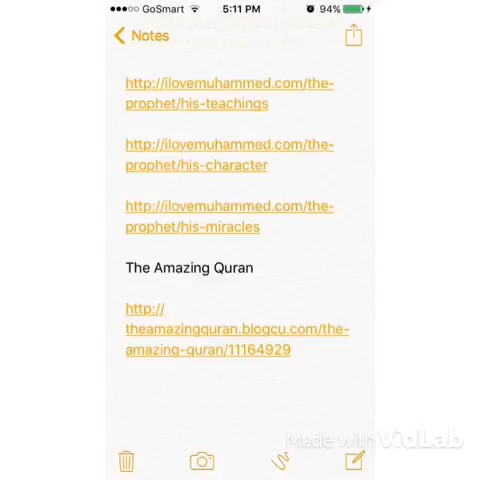 GoSmart 5:11 PM 94%
Notes
http://ilovemuhammed.com/the-
prophet/his-teachings
http://ilovemuhammed.com/the-
prophet/his-character
http://ilovemuhammed.com/the-
prophet/his-miracles
The Amazing Quran
http://
theamazingquran.blogcu.com/the-
amazing-quran/11164929
Made with VidLab